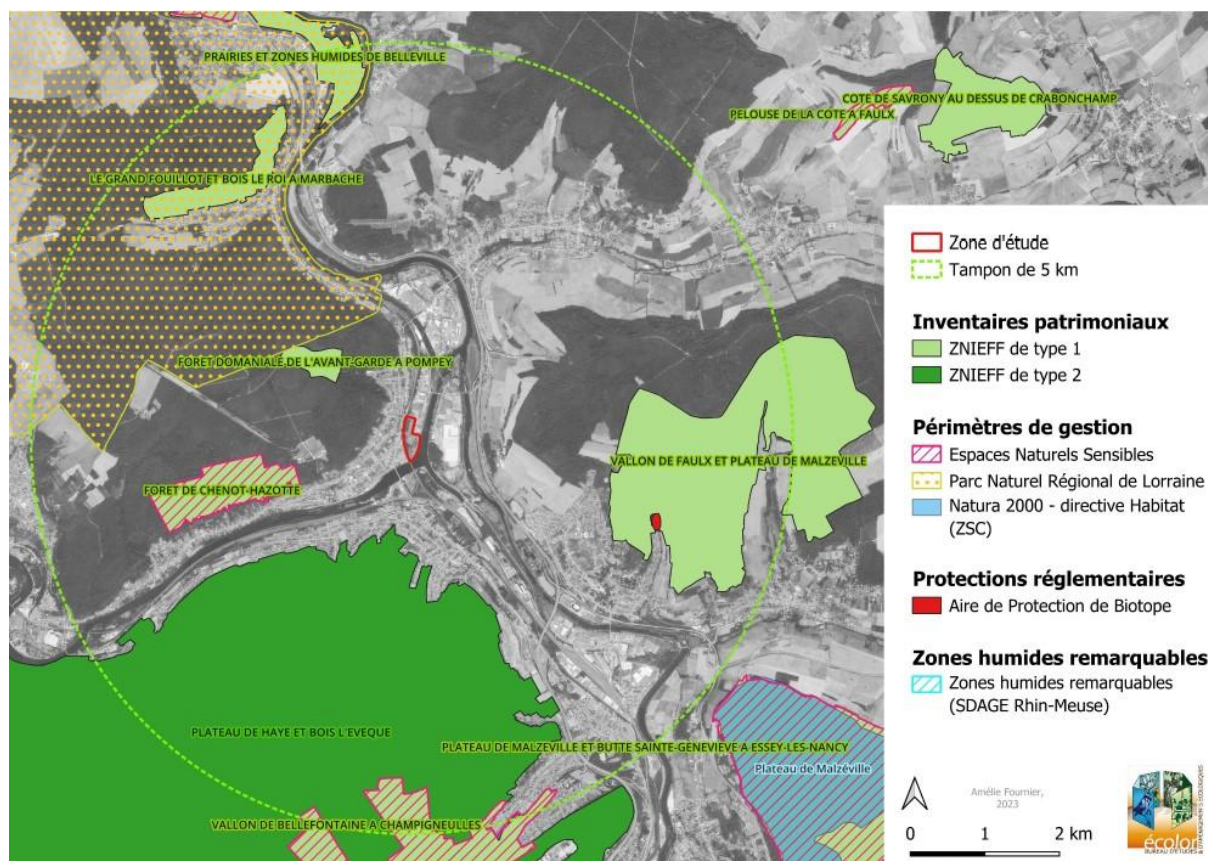 PRAIRIES ET ZONES HUMIDES DE BELLEVILLE
COTE DE SAVRONY AU DESSUS DE CRABONCHAMP
PELOUSE DE LA COTE A FAULX
LE GRAND FOUILLOT ET BOIS LE ROI A MARBACHE
FORET DOMANIALE DE L'AVANT-GARDE A POMPEY
VALLON DE FAULX ET PLATEAU DE MALZEVILLE
FORET DE CHENOT-HAZOTTE
PLATEAU DE HAYE ET BOIS L'EVEQUE
PLATEAU DE MALZEVILLE ET BUTTE SAINTE-GENEVIEVE A ESSEY-LES-NANCY
Plateau de Malzéville
VALLON DE BELLEFONTAINE A CHAMPIGNEULLES
Zone d'étude
Tampon de 5 km
Inventaires patrimoniaux
ZNIEFF de type 1
ZNIEFF de type 2
Périmètres de gestion
Espaces Naturels Sensibles
Parc Naturel Régional de Lorraine
Natura 2000 - directive Habitat
(ZSC)
Protections réglementaires
Aire de Protection de Biotope
Zones humides remarquables
Zones humides remarquables
(SDAGE Rhin-Meuse)
Amélie Fournier,
2023
0 1 2 km
écolor
BUREAU D'ETUDES